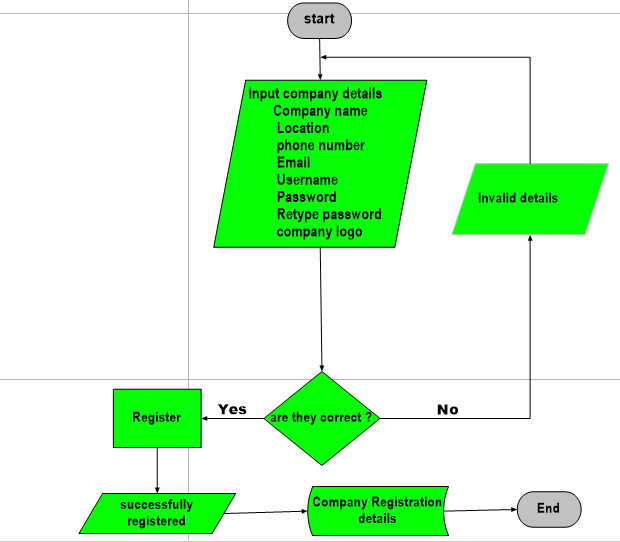 start
Input company details
Company name
Location
phone number
Email
Username
Password
Retype password
company logo
Invalid details
are they correct ?
Yes
No
Register
successfully
registered
Company Registration
details
End